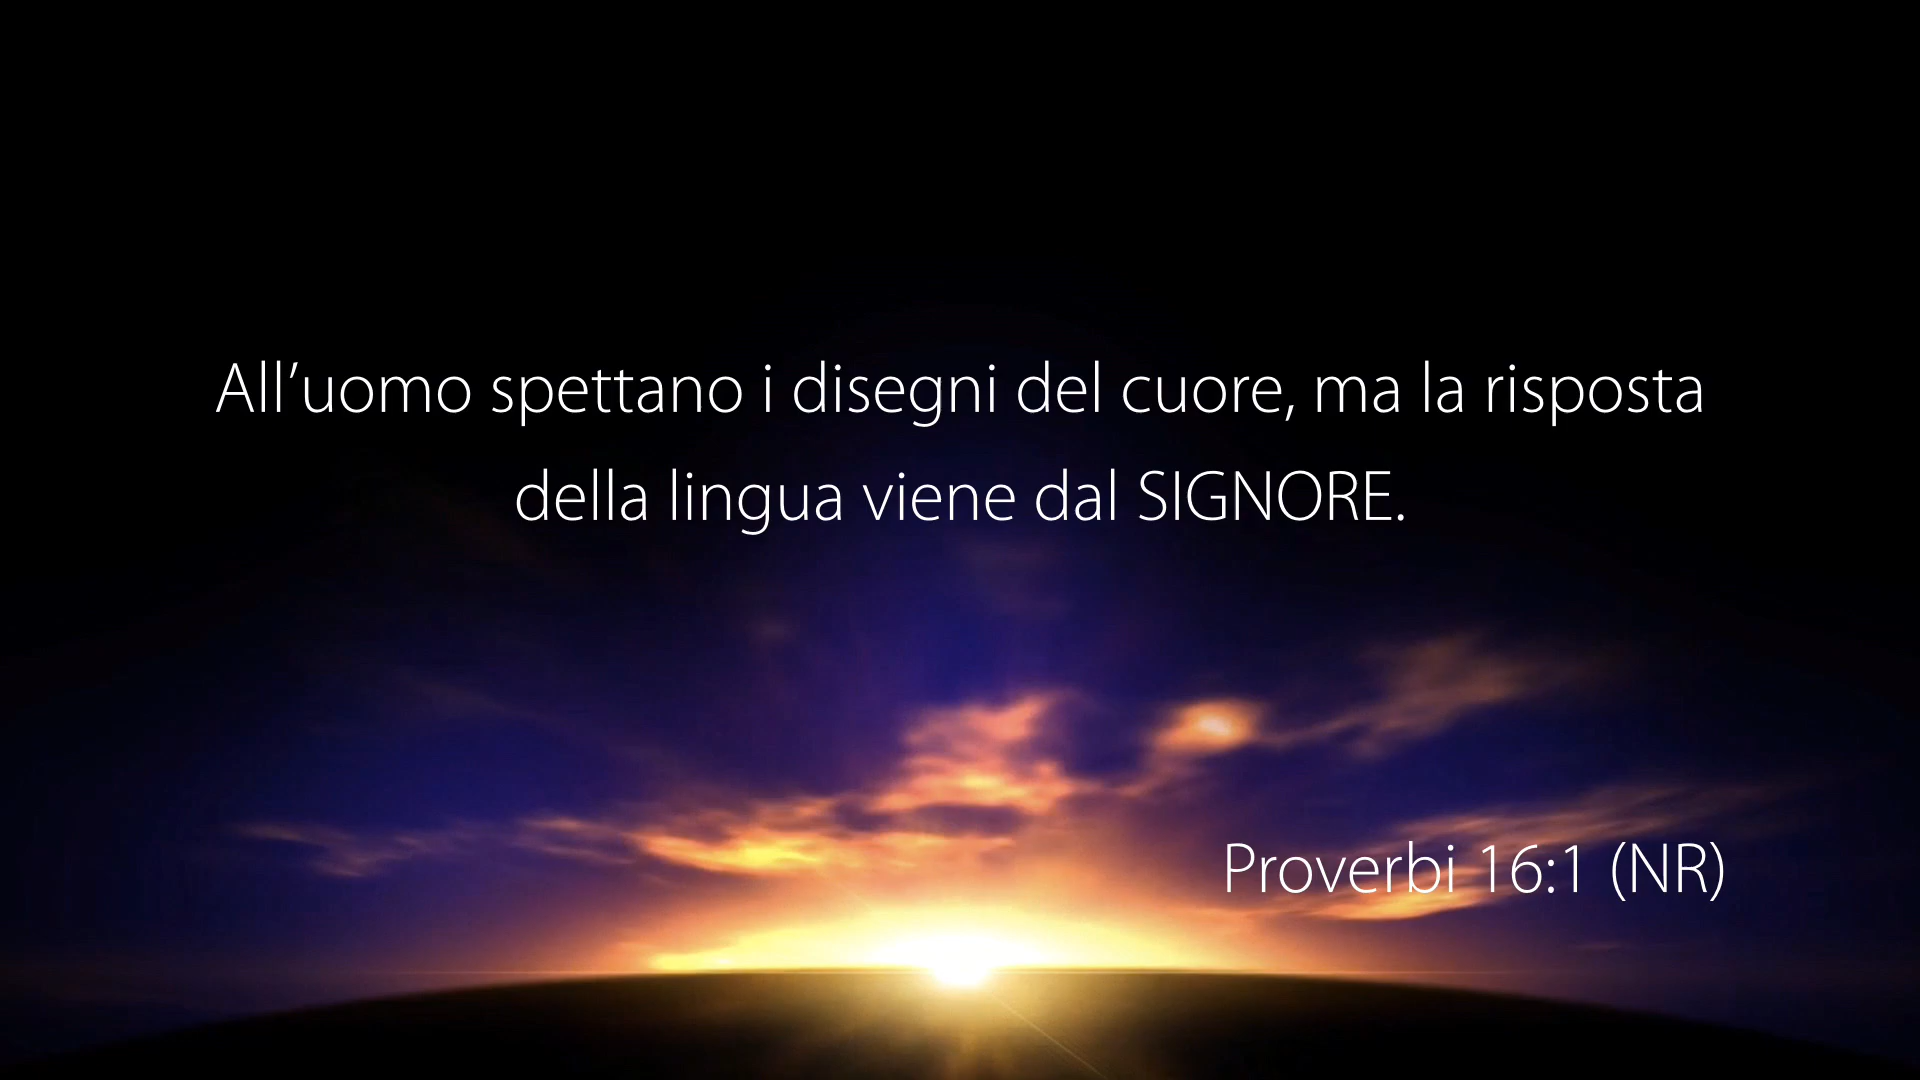 All’uomo spettano i disegni del cuore, ma la risposta
della lingua viene dal SIGNORE.
Proverbi 16:1 (NR)